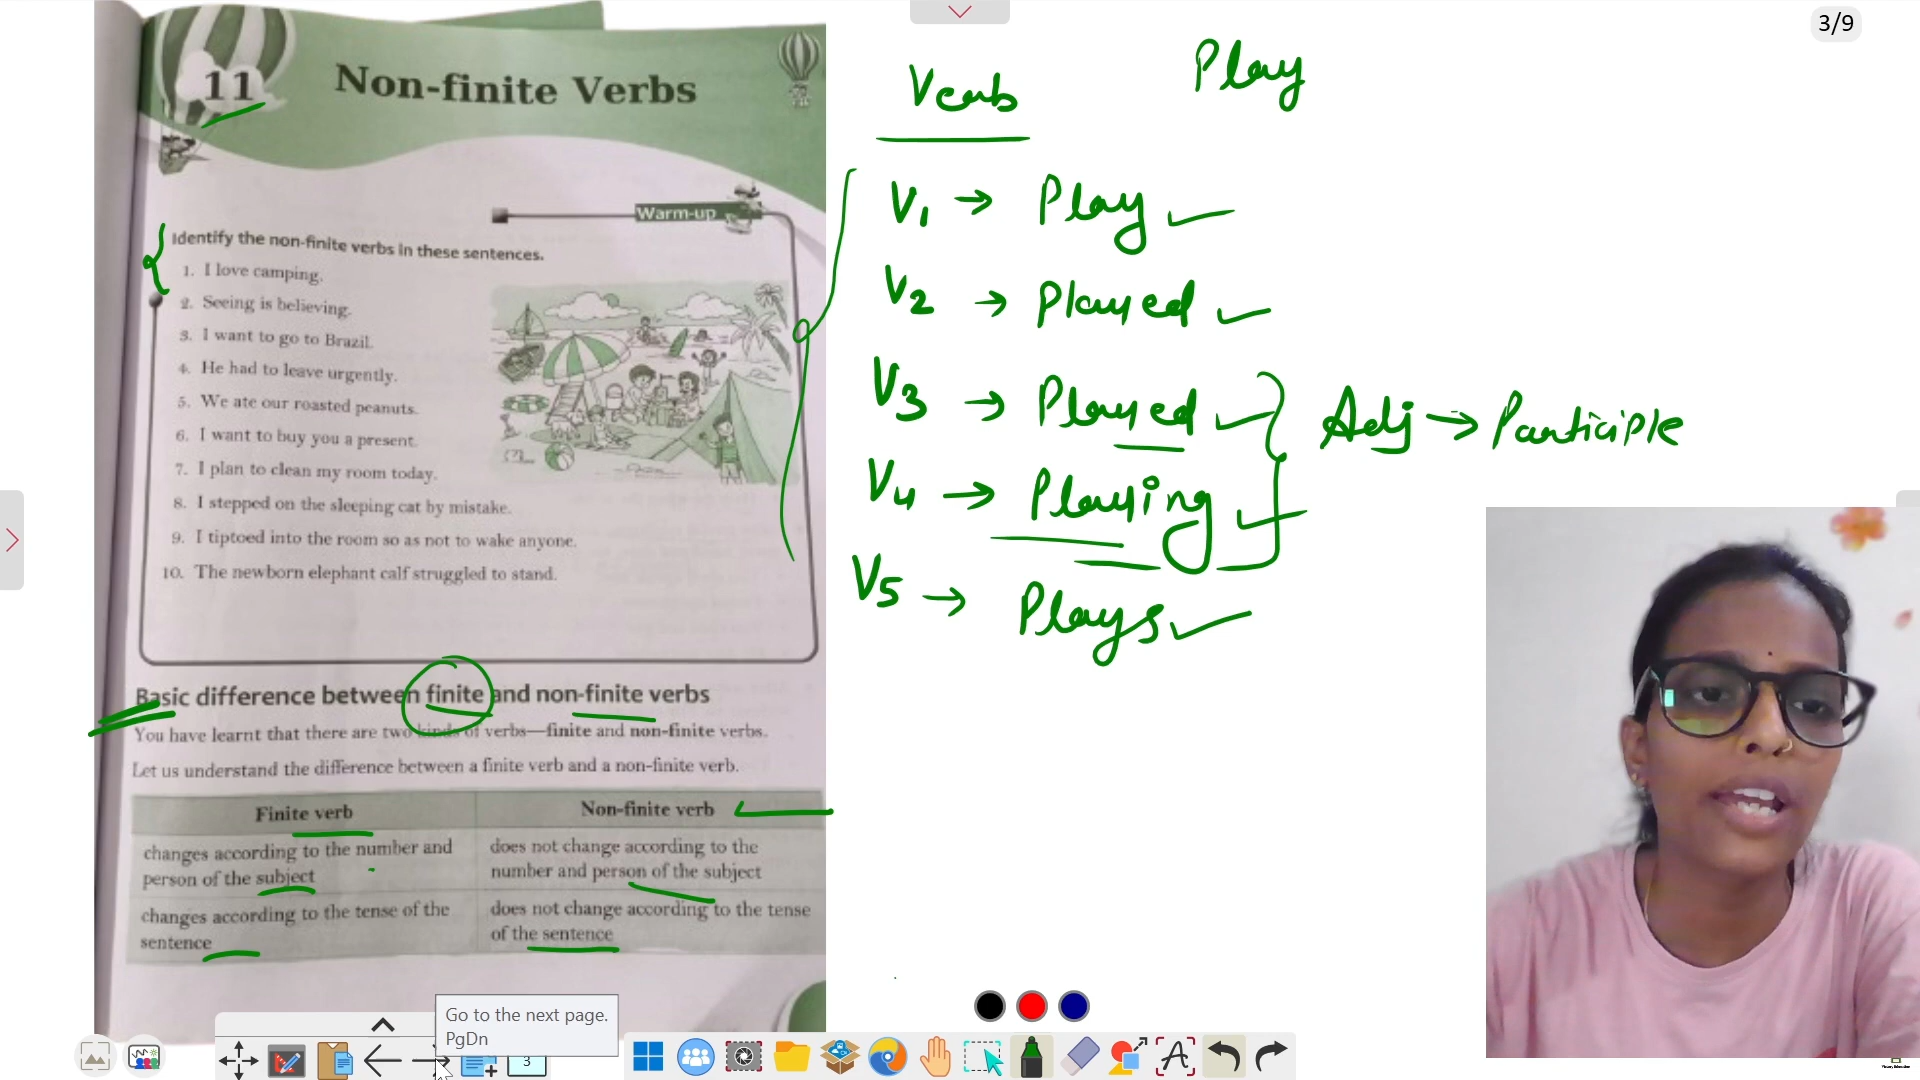 3/9
11 Non-finite Verbs
Warm-up
Identify the non-finite verbs in these sentences.
1. I love camping.
2. Seeing is believing.
3. I want to go to Brazil.
4. He had to leave urgently.
5. We ate our roasted peanuts.
6. I want to buy you a present.
7. I plan to clean my room today.
8. I stepped on the sleeping cat by mistake.
9. I tiptoed into the room so as not to wake anyone.
10. The newborn elephant calf struggled to stand.
Basic difference between finite and non-finite verbs
You have learnt that there are two kinds of verbs—finite and non-finite verbs.
Let us understand the difference between a finite verb and a non-finite verb.
Finite verb
Non-finite verb
changes according to the number and
person of the subject
does not change according to the
number and person of the subject
changes according to the tense of the
sentence
does not change according to the tense
of the sentence
Verb
Play
V1 → Play
V2 → Played
V3 → Played
Adj → Participle
V4 → Playing
V5 → Plays
Go to the next page.
PgDn
3